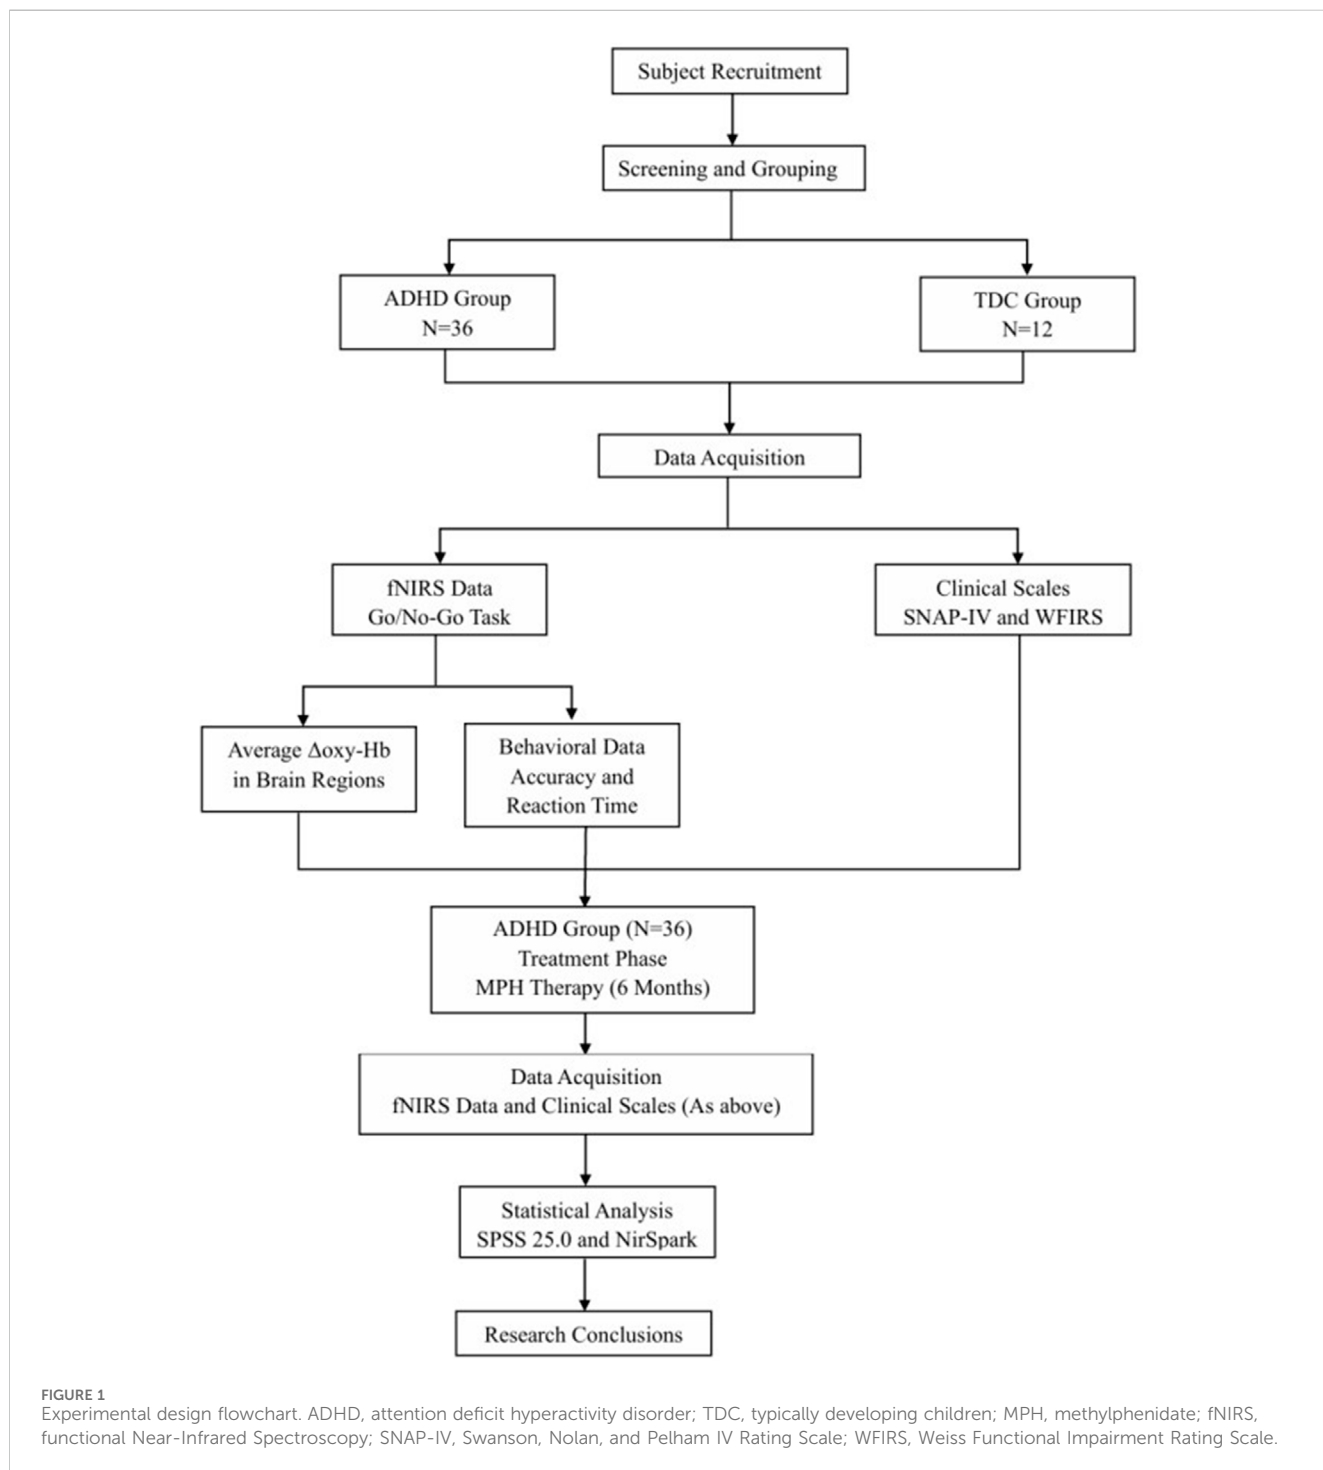 Subject Recruitment
Screening and Grouping
ADHD Group
N=36
TDC Group
N=12
Data Acquisition
fNIRS Data
Go/No-Go Task
Clinical Scales
SNAP-IV and WFIRS
Average Δoxy-Hb
in Brain Regions
Behavioral Data
Accuracy and
Reaction Time
ADHD Group (N=36)
Treatment Phase
MPH Therapy (6 Months)
Data Acquisition
fNIRS Data and Clinical Scales (As above)
Statistical Analysis
SPSS 25.0 and NirSpark
Research Conclusions
FIGURE 1
Experimental design flowchart. ADHD, attention deficit hyperactivity disorder; TDC, typically developing children; MPH, methylphenidate; fNIRS,
functional Near-Infrared Spectroscopy; SNAP-IV, Swanson, Nolan, and Pelham IV Rating Scale; WFIRS, Weiss Functional Impairment Rating Scale.